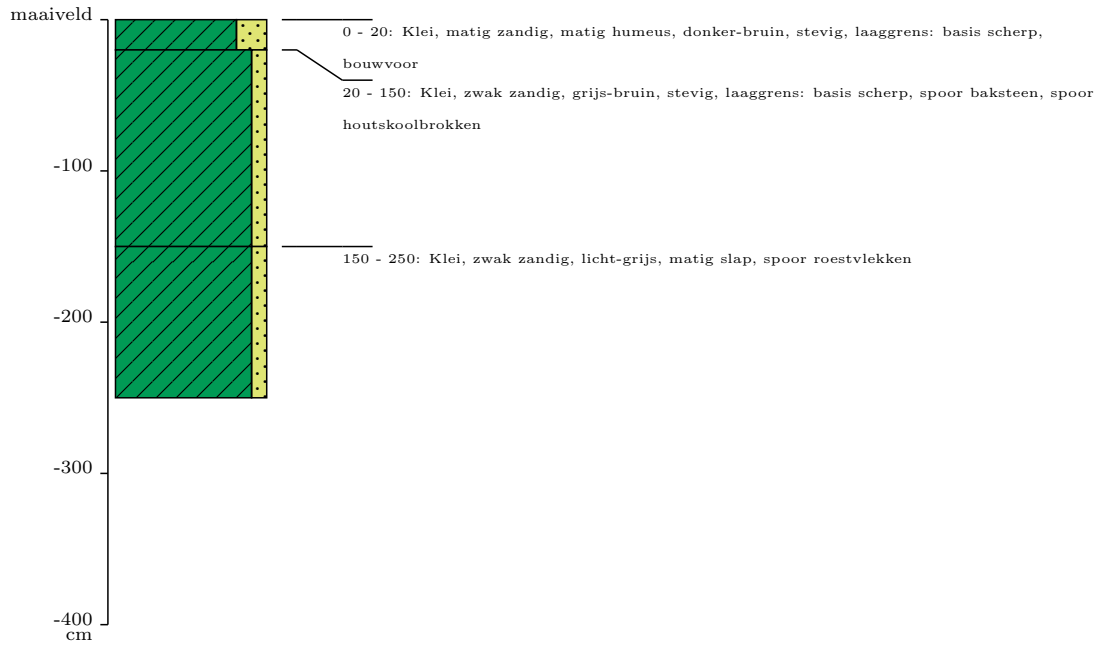 maaiveld
0 - 20: Klei, matig zandig, matig humeus, donker-bruin, stevig, laaggrens: basis scherp,
bouwvoor
20 - 150: Klei, zwak zandig, grijs-bruin, stevig, laaggrens: basis scherp, spoor baksteen, spoor
houtskoolbrokken
-100
150 - 250: Klei, zwak zandig, licht-grijs, matig slap, spoor roestvlekken
-200
-300
-400
cm